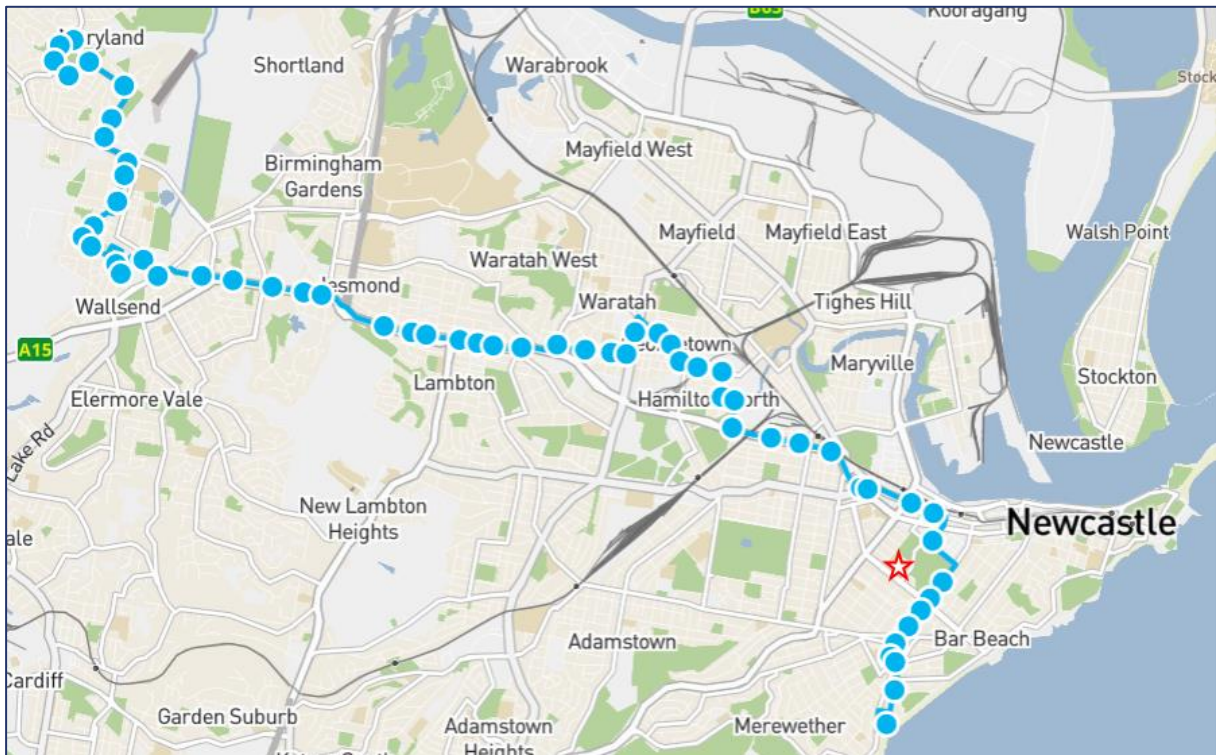 B63
Kooragang
ryland
Shortland
Warabrook
Stock
Birmingham
Gardens
Mayfield West
Mayfield
Mayfield East
Walsh Point
Waratah West
Wallsend
Jesmond
Waratah
Tighes Hill
A15
Maryville
Stockton
Lambton
Elermore Vale
Newcastle
Lake Rd
New Lambton
Heights
Newcastle
ale
Adamstown
Bar Beach
Cardiff
Garden Suburb
Adamstown
Heights
Merewether